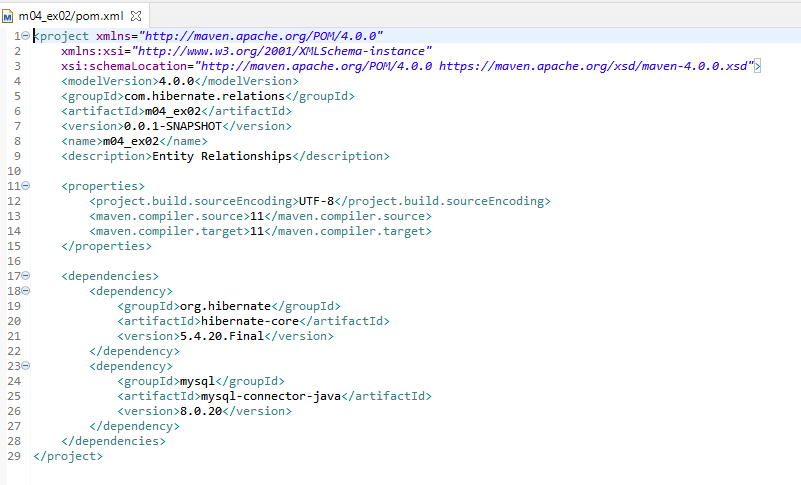 m04_ex02/pom.xml
1 <project xmlns="http://maven.apache.org/POM/4.0.0"
2     xmlns:xsi="http://www.w3.org/2001/XMLSchema-instance"
3     xsi:schemaLocation="http://maven.apache.org/POM/4.0.0 https://maven.apache.org/xsd/maven-4.0.0.xsd">
4     <modelVersion>4.0.0</modelVersion>
5     <groupId>com.hibernate.relations</groupId>
6     <artifactId>m04_ex02</artifactId>
7     <version>0.0.1-SNAPSHOT</version>
8     <name>m04_ex02</name>
9     <description>Entity Relationships</description>
10
11     <properties>
12         <project.build.sourceEncoding>UTF-8</project.build.sourceEncoding>
13         <maven.compiler.source>11</maven.compiler.source>
14         <maven.compiler.target>11</maven.compiler.target>
15     </properties>
16
17     <dependencies>
18         <dependency>
19             <groupId>org.hibernate</groupId>
20             <artifactId>hibernate-core</artifactId>
21             <version>5.4.20.Final</version>
22         </dependency>
23         <dependency>
24             <groupId>mysql</groupId>
25             <artifactId>mysql-connector-java</artifactId>
26             <version>8.0.20</version>
27         </dependency>
28     </dependencies>
29 </project>